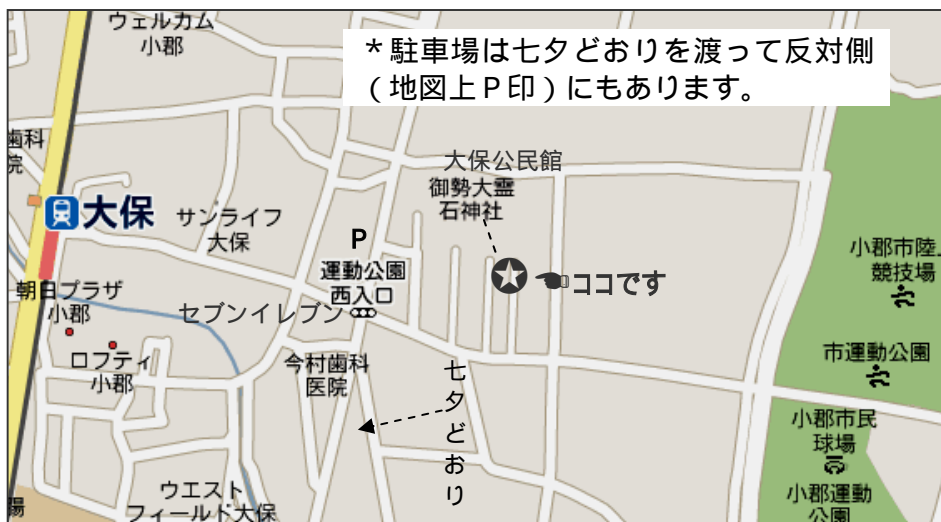 ウェルカム
小郡
*駐車場は七夕どおりを渡って反対側
(地図上P印)にもあります。
歯科
院
大保公民館
御勢大霊
石神社
大保
サンライフ
大保
P
運動公園
西入口
ココです
小郡市陸上
競技場
朝日プラザ
小郡
セブンイレブン
ロフティ
小郡
今村歯科
医院
七夕どおり
市運動公園
小郡市民
球場
小郡運動
公園
ウエスト
フィールド大保
陽